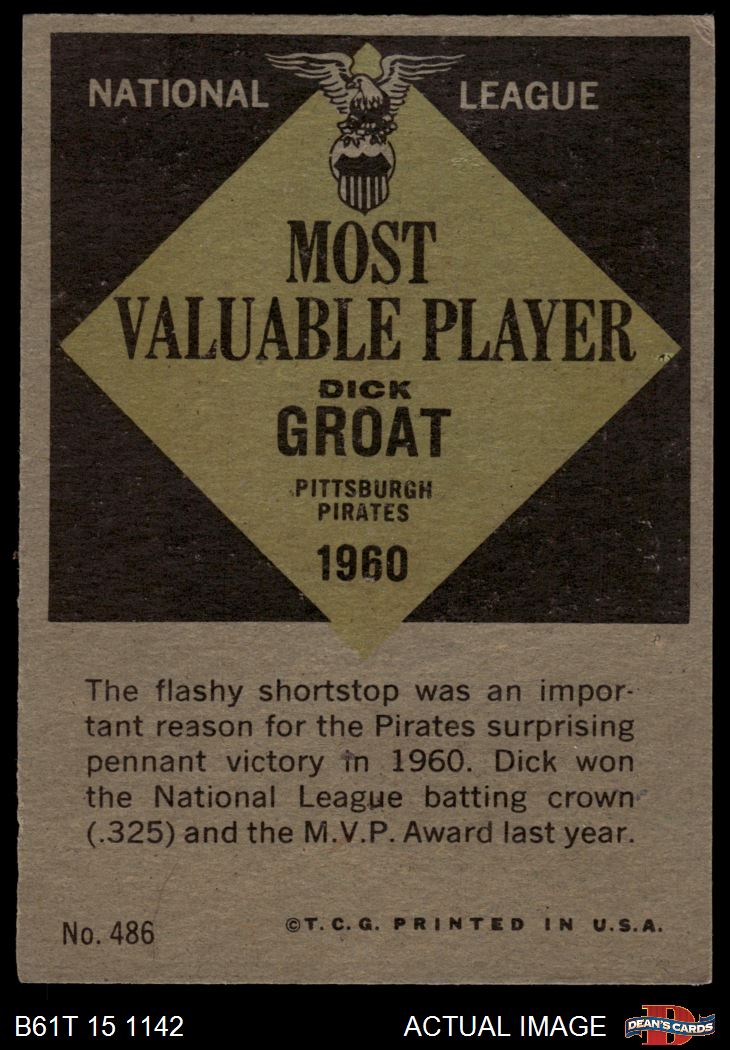 NATIONAL LEAGUE
MOST
VALUABLE PLAYER
DICK
GROAT
PITTSBURGH
PIRATES
1960
The flashy shortstop was an impor-
tant reason for the Pirates surprising
pennant victory in 1960. Dick won
the National League batting crown
(.325) and the M.V.P. Award last year.
No. 486
©T.C.G. PRINTED IN U.S.A.
B61T 15 1142
ACTUAL IMAGE
D
DEAN'S CARDS